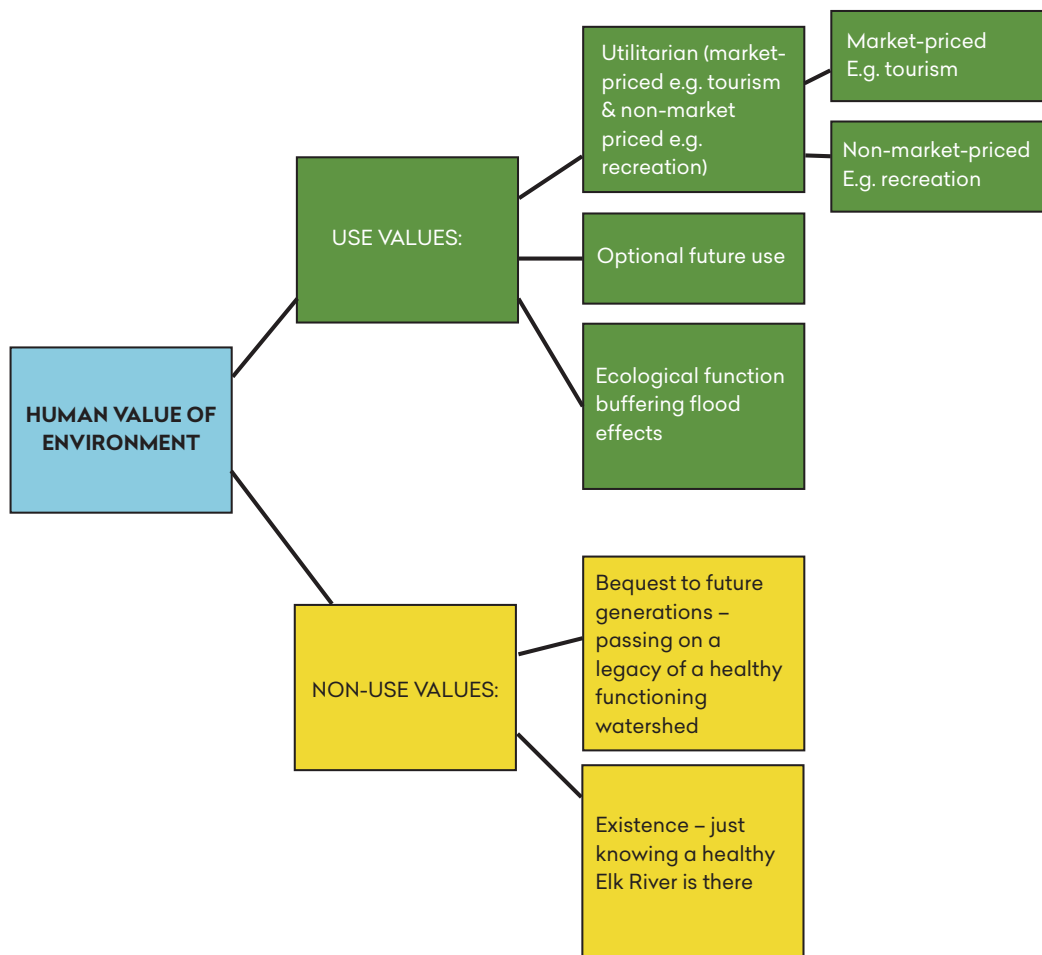 HUMAN VALUE OF
ENVIRONMENT
USE VALUES:
Utilitarian (market-
priced e.g. tourism
& non-market
priced e.g.
recreation)
Market-priced
E.g. tourism
Non-market-priced
E.g. recreation
Optional future use
Ecological function
buffering flood
effects
NON-USE VALUES:
Bequest to future
generations –
passing on a
legacy of a healthy
functioning
watershed
Existence – just
knowing a healthy
Elk River is there